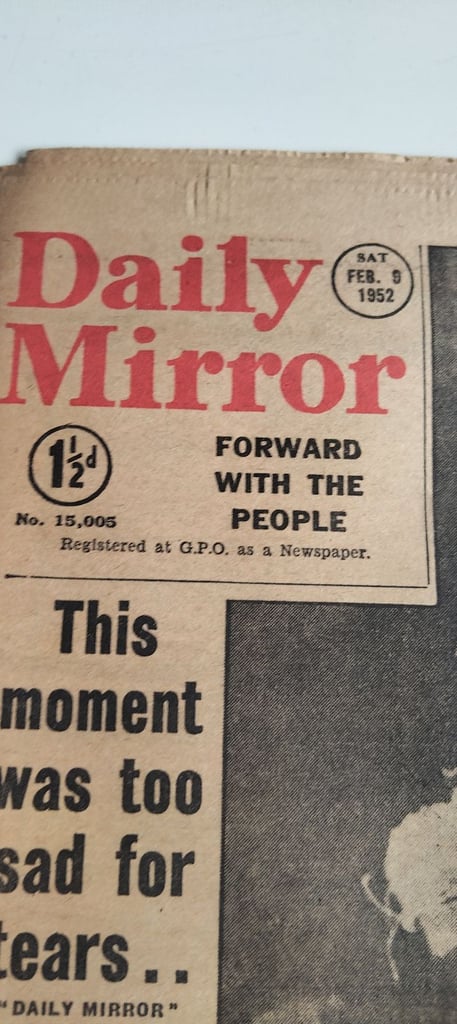 Daily
Mirror
SAT
FEB. 9
1952
1½d
No. 15,005
FORWARD
WITH THE
PEOPLE
Registered at G.P.O. as a Newspaper.
This
moment
was too
sad for
tears..
"DAILY MIRROR"